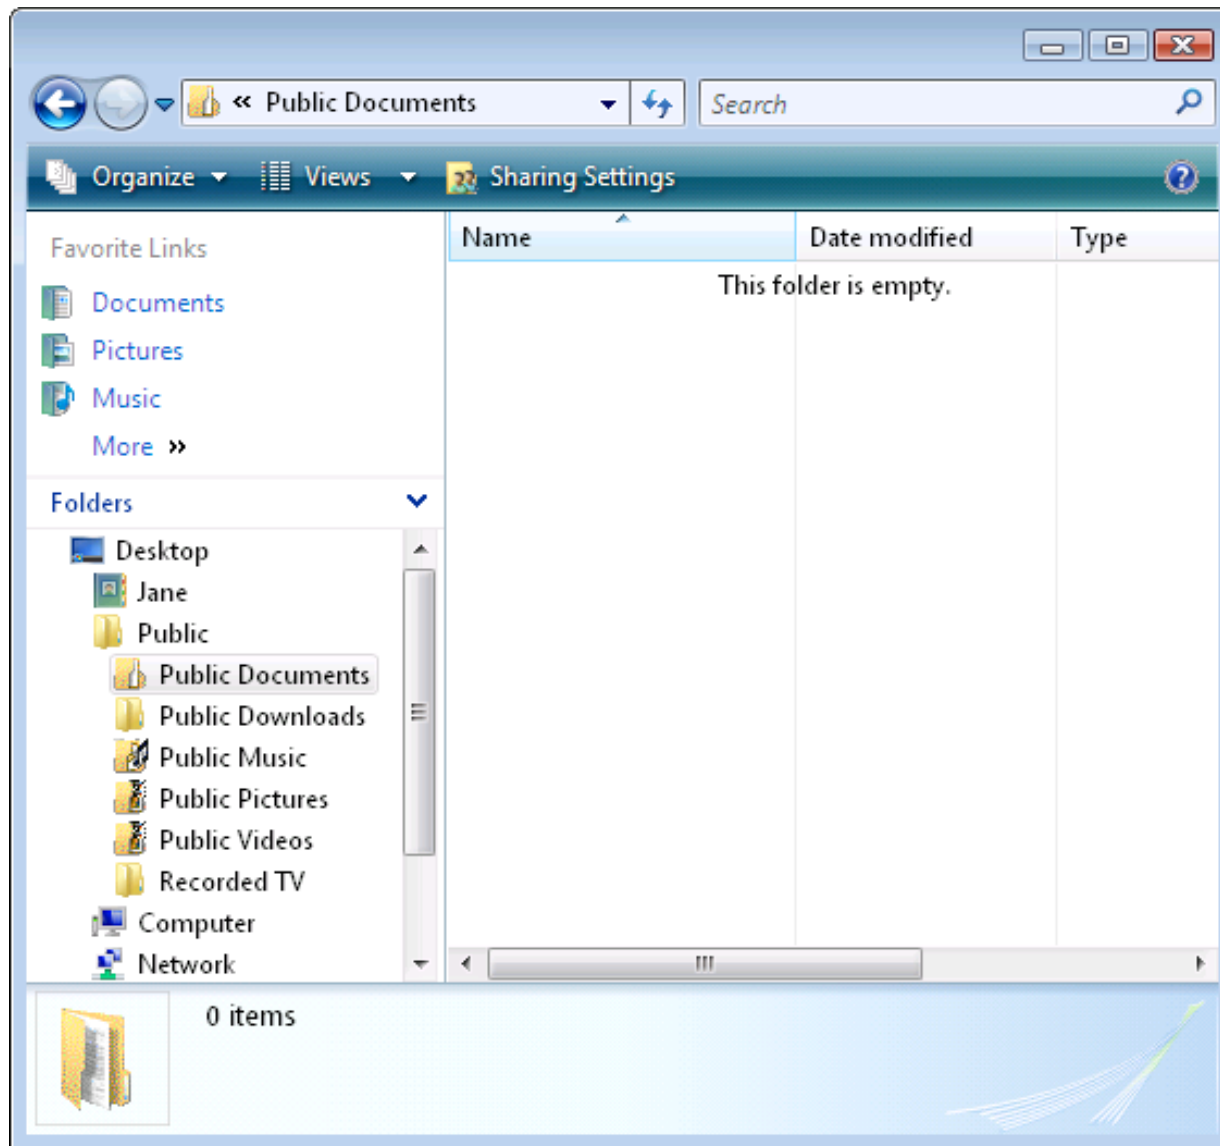 « Public Documents
Search
Organize Views Sharing Settings
Favorite Links
Documents
Pictures
Music
More »
Folders
Desktop
Jane
Public
Public Documents
Public Downloads
Public Music
Public Pictures
Public Videos
Recorded TV
Computer
Network
Name Date modified Type
This folder is empty.
0 items